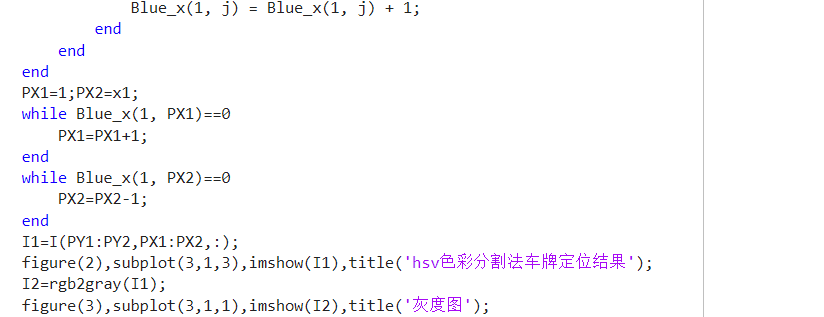 Blue_x(1, j) = Blue_x(1, j) + 1;
end
end
end
PX1=1;PX2=x1;
while Blue_x(1, PX1)==0
PX1=PX1+1;
end
while Blue_x(1, PX2)==0
PX2=PX2-1;
end
I1=I(PY1:PY2,PX1:PX2,:);
figure(2),subplot(3,1,3),imshow(I1),title('hsv色彩分割法车牌定位结果');
I2=rgb2gray(I1);
figure(3),subplot(3,1,1),imshow(I2),title('灰度图');